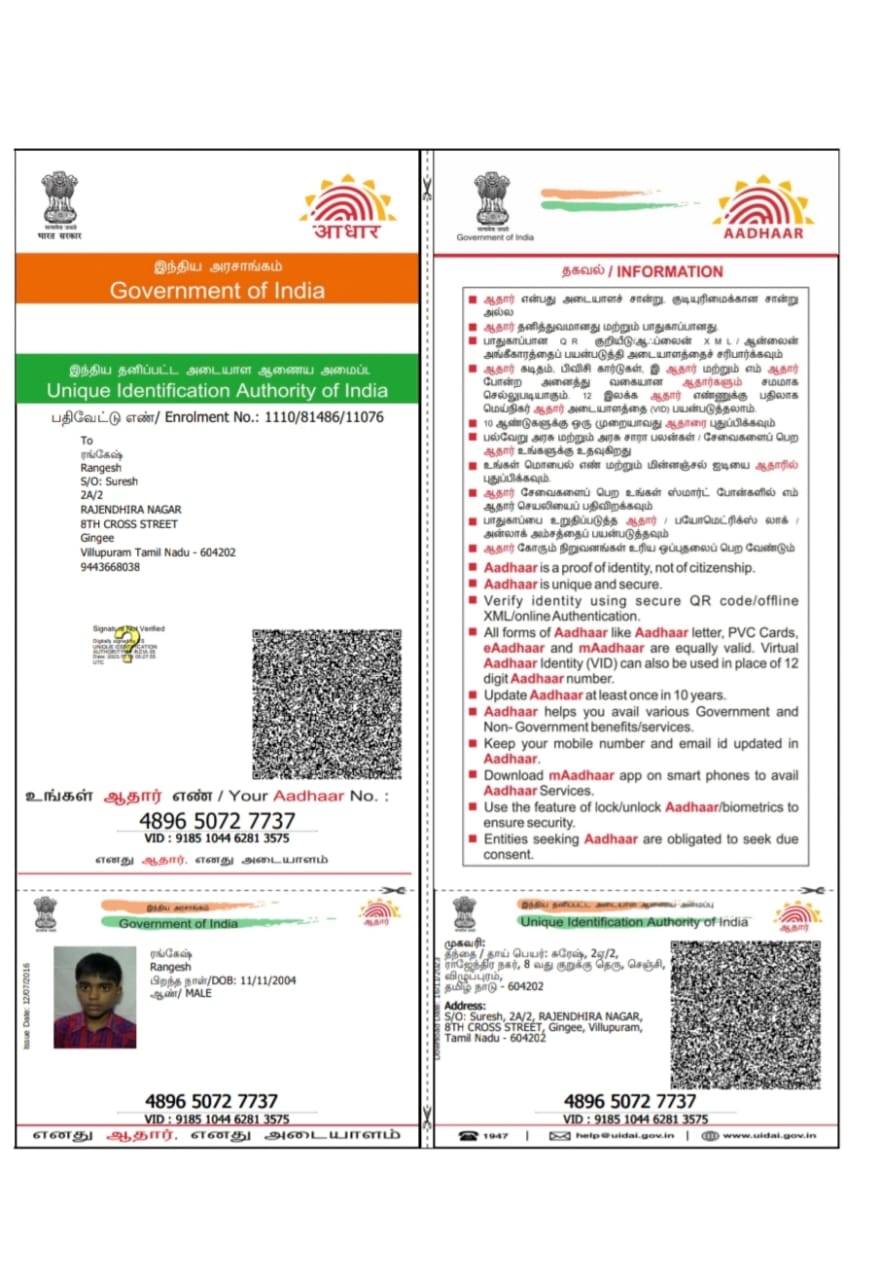 भारत सरकार
आधार
இந்திய அரசாங்கம்
Government of India
இந்திய தனிப்பட்ட அடையாள ஆணைய அமைப்ட
Unique Identification Authority of India
பதிவேட்டு எண்/ Enrolment No.: 1110/81486/11076
To
ரங்கேஷ்
Rangesh
S/O: Suresh
2A/2
RAJENDHIRA NAGAR
8TH CROSS STREET
Gingee
Villupuram Tamil Nadu - 604202
9443668038
Signature Not Verified
UTC
உங்கள் ஆதார் எண் / Your Aadhaar No. :
4896 5072 7737
VID : 9185 1044 6281 3575
எனது ஆதார், எனது அடையாளம்
Government of India
AADHAAR
தகவல் / INFORMATION
ஆதார் என்பது அடையாளச் சான்று, குடியுரிமைக்கான சான்று
அல்ல
ஆதார் தனித்துவமானது மற்றும் பாதுகாப்பானது.
பாதுகாப்பான QR குறியீடு/ஆஃப்லைன் XML/ஆன்லைன்
அங்கீகாரத்தைப் பயன்படுத்தி அடையாளத்தைச் சரிபார்க்கவும்
ஆதார் கடிதம், பிவிசி கார்டுகள், இ ஆதார் மற்றும் எம் ஆதார்
போன்ற அனைத்து வகையான ஆதார்களும் சமமாக
செல்லுபடியாகும். 12 இலக்க ஆதார் எண்ணுக்கு பதிலாக
மெய்நிகர் ஆதார் அடையாளத்தை (VID) பயன்படுத்தலாம்.
10 ஆண்டுகளுக்கு ஒரு முறையாவது ஆதாரை புதுப்பிக்கவும்
பல்வேறு அரசு மற்றும் அரசு சாரா பலன்கள் / சேவைகளைப் பெற
ஆதார் உங்களுக்கு உதவுகிறது
உங்கள் மொபைல் எண் மற்றும் மின்னஞ்சல் ஐடியை ஆதாரில்
புதுப்பிக்கவும்.
ஆதார் சேவைகளைப் பெற உங்கள் ஸ்மார்ட் போன்களில் எம்
ஆதார் செயலியைப் பதிவிறக்கவும்
பாதுகாப்பை உறுதிப்படுத்த ஆதார் / பயோமெட்ரிக்ஸ் லாக் /
அன்லாக் அம்சத்தைப் பயன்படுத்தவும்
ஆதார் கோரும் நிறுவனங்கள் உரிய ஒப்புதலைப் பெற வேண்டும்
Aadhaar is a proof of identity, not of citizenship.
Aadhaar is unique and secure.
Verify identity using secure QR code/offline
XML/online Authentication.
All forms of Aadhaar like Aadhaar letter, PVC Cards,
eAadhaar and mAadhaar are equally valid. Virtual
Aadhaar Identity (VID) can also be used in place of 12
digit Aadhaar number.
Update Aadhaar at least once in 10 years.
Aadhaar helps you avail various Government and
Non- Government benefits/services.
Keep your mobile number and email id updated in
Aadhaar.
Download mAadhaar app on smart phones to avail
Aadhaar Services.
Use the feature of lock/unlock Aadhaar/biometrics to
ensure security.
Entities seeking Aadhaar are obligated to seek due
consent.
இந்திய அரசாங்கம்
Government of India
ஆதார்
Issue Date: 12/07/2016
ரங்கேஷ்
Rangesh
பிறந்த நாள்/DOB: 11/11/2004
ஆண்/ MALE
4896 5072 7737
VID : 9185 1044 6281 3575
எனது ஆதார், எனது அடையாளம்
இந்திய தனிப்பட்ட அடையாள ஆணைய அமைப்பு
Unique Identification Authority of India
ஆதார்
முகவரி:
தந்தை / தாய் பெயர்: சுரேஷ், 2ஏ/2,
ராஜேந்திர நகர், 8 வது குறுக்கு தெரு, செஞ்சி,
விழுப்புரம்,
தமிழ் நாடு - 604202
Address:
S/O: Suresh, 2A/2, RAJENDHIRA NAGAR,
8TH CROSS STREET, Gingee, Villupuram,
Tamil Nadu - 604202
4896 5072 7737
VID : 9185 1044 6281 3575
1947 | help@uidai.gov.in | www.uidai.gov.in